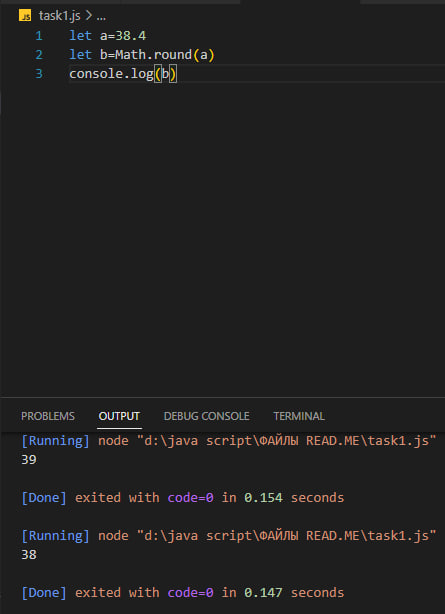 JS task1.js > ...
1 let a=38.4
2 let b=Math.round(a)
3 console.log(b)
PROBLEMS OUTPUT DEBUG CONSOLE TERMINAL
[Running] node "d:\java script\ФАЙЛЫ READ.ME\task1.js"
39
[Done] exited with code=0 in 0.154 seconds
[Running] node "d:\java script\ФАЙЛЫ READ.ME\task1.js"
38
[Done] exited with code=0 in 0.147 seconds